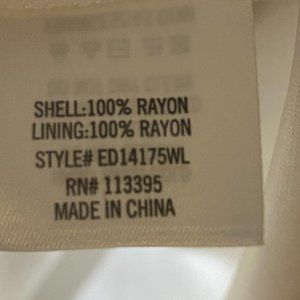 SHELL:100% RAYON
LINING:100% RAYON
STYLE# ED14175WL
RN# 113395
MADE IN CHINA